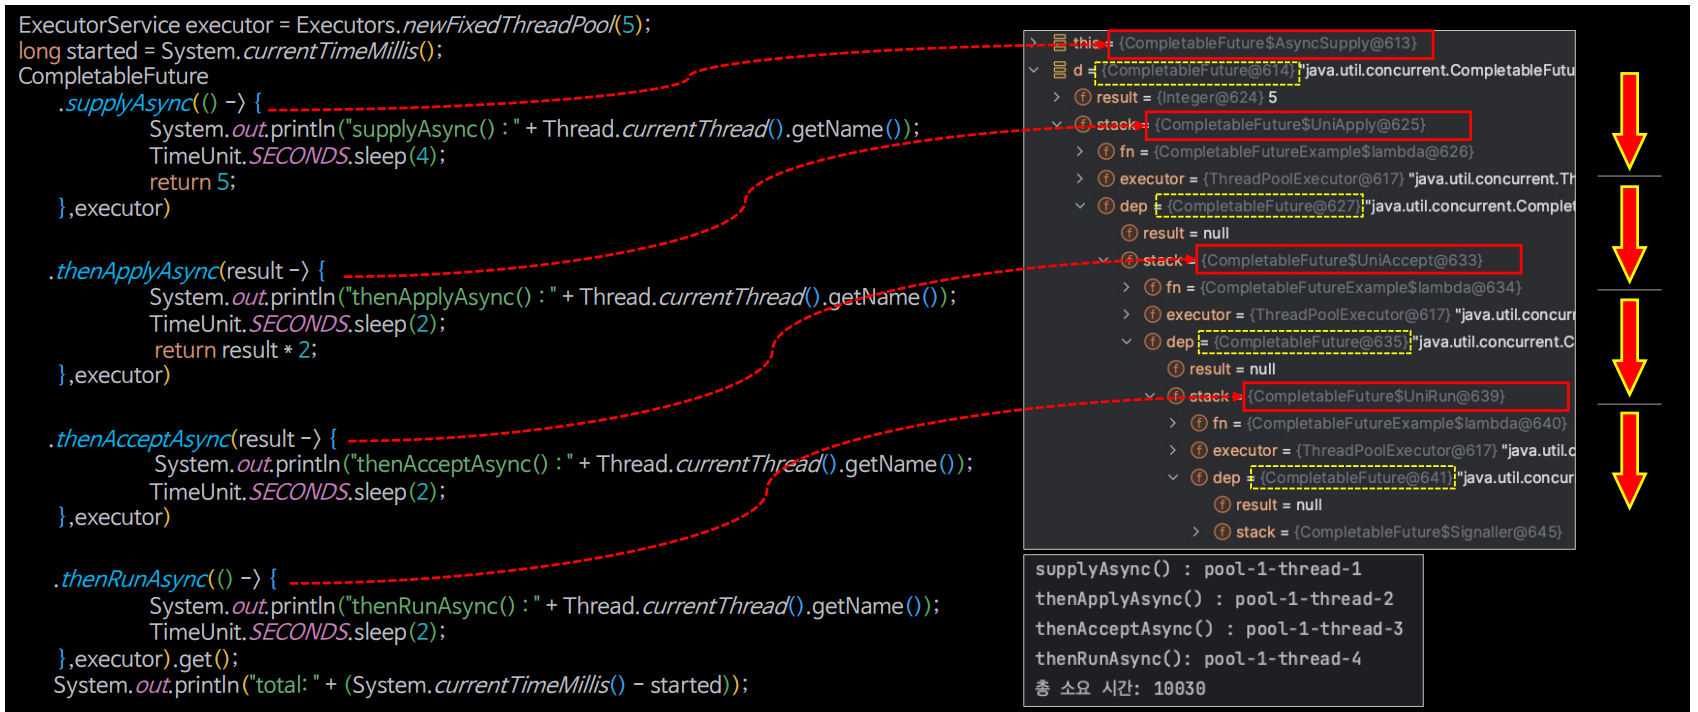 ExecutorService executor = Executors.newFixedThreadPool(5);
long started = System.currentTimeMillis();
CompletableFuture
.supplyAsync(() -> {
System.out.println("supplyAsync() : " + Thread.currentThread().getName());
TimeUnit.SECONDS.sleep(4);
return 5;
},executor)
.thenApplyAsync(result -> {
System.out.println("thenApplyAsync() : " + Thread.currentThread().getName());
TimeUnit.SECONDS.sleep(2);
return result * 2;
},executor)
.thenAcceptAsync(result -> {
System.out.println("thenAcceptAsync() : " + Thread.currentThread().getName());
TimeUnit.SECONDS.sleep(2);
},executor)
.thenRunAsync(() -> {
System.out.println("thenRunAsync() : " + Thread.currentThread().getName());
TimeUnit.SECONDS.sleep(2);
},executor).get();
System.out.println("total: " + (System.currentTimeMillis() - started));
this = {CompletableFuture$AsyncSupply@613}
d = {CompletableFuture@614} "java.util.concurrent.CompletableFutu
result = {Integer@624} 5
stack = {CompletableFuture$UniApply@625}
fn = {CompletableFutureExample$lambda@626}
executor = {ThreadPoolExecutor@617} "java.util.concurrent.Th
dep = {CompletableFuture@627} "java.util.concurrent.Complet
result = null
stack = {CompletableFuture$UniAccept@633}
fn = {CompletableFutureExample$lambda@634}
executor = {ThreadPoolExecutor@617} "java.util.concurr
dep = {CompletableFuture@635} "java.util.concurrent.C
result = null
stack = {CompletableFuture$UniRun@639}
fn = {CompletableFutureExample$lambda@640}
executor = {ThreadPoolExecutor@617} "java.util.c
dep = {CompletableFuture@641} "java.util.concur
result = null
stack = {CompletableFuture$Signaller@645}
supplyAsync() : pool-1-thread-1
thenApplyAsync() : pool-1-thread-2
thenAcceptAsync() : pool-1-thread-3
thenRunAsync(): pool-1-thread-4
총 소요 시간: 10030